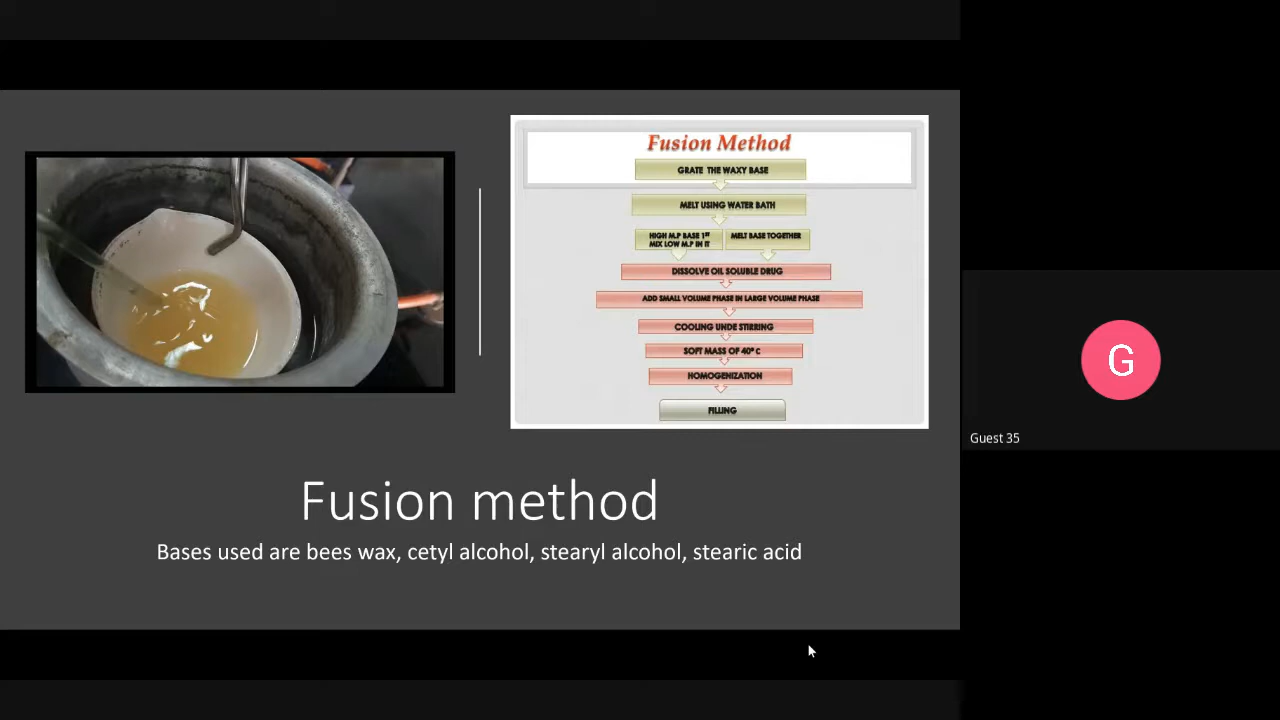 Fusion Method
GRATE THE WAXY BASE
MELT USING WATER BATH
HIGH M.P BASE 1ST
MIX LOW M.P IN IT
MELT BASE TOGETHER
DISSOLVE OIL SOLUBLE DRUG
ADD SMALL VOLUME PHASE IN LARGE VOLUME PHASE
COOLING UNDE STIRRING
SOFT MASS OF 40° C
HOMOGENIZATION
FILLING
Fusion method
Bases used are bees wax, cetyl alcohol, stearyl alcohol, stearic acid
G
Guest 35